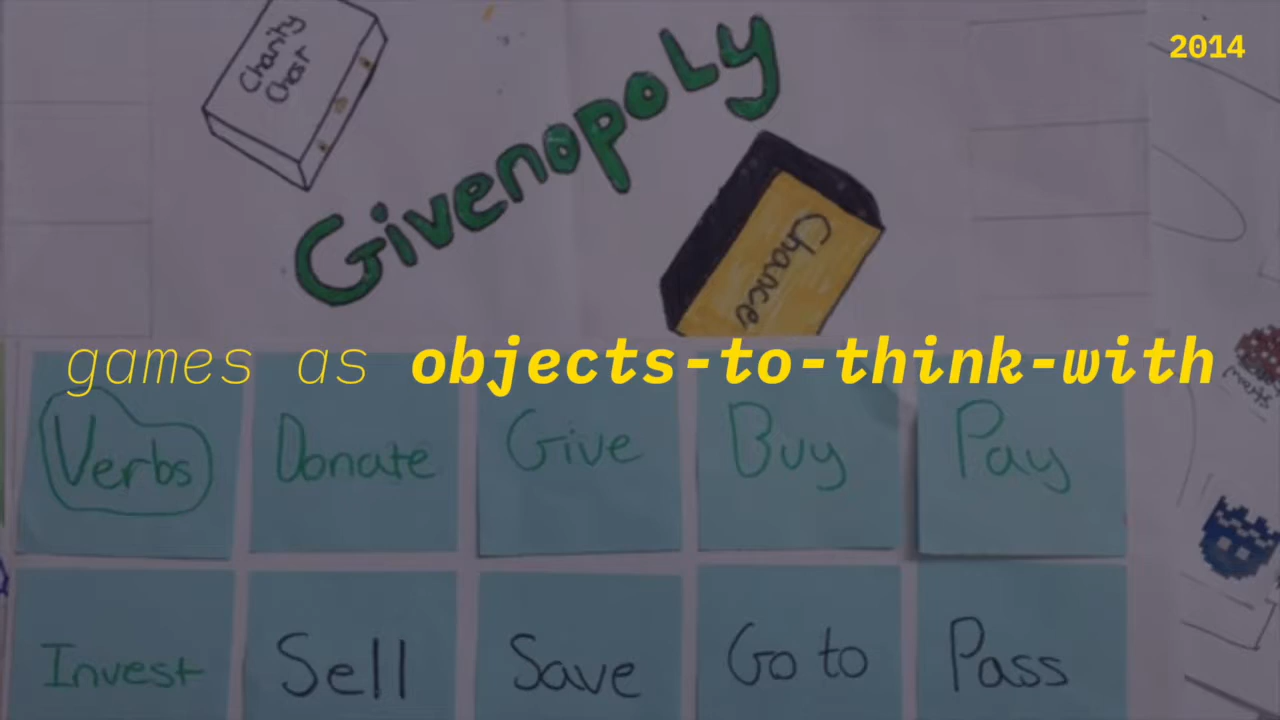 2014
Charity
Chest
Givenopoly
Chance
games as objects-to-think-with
Verbs
Donate
Give
Buy
Pay
Invest
Sell
Save
Go to
Pass